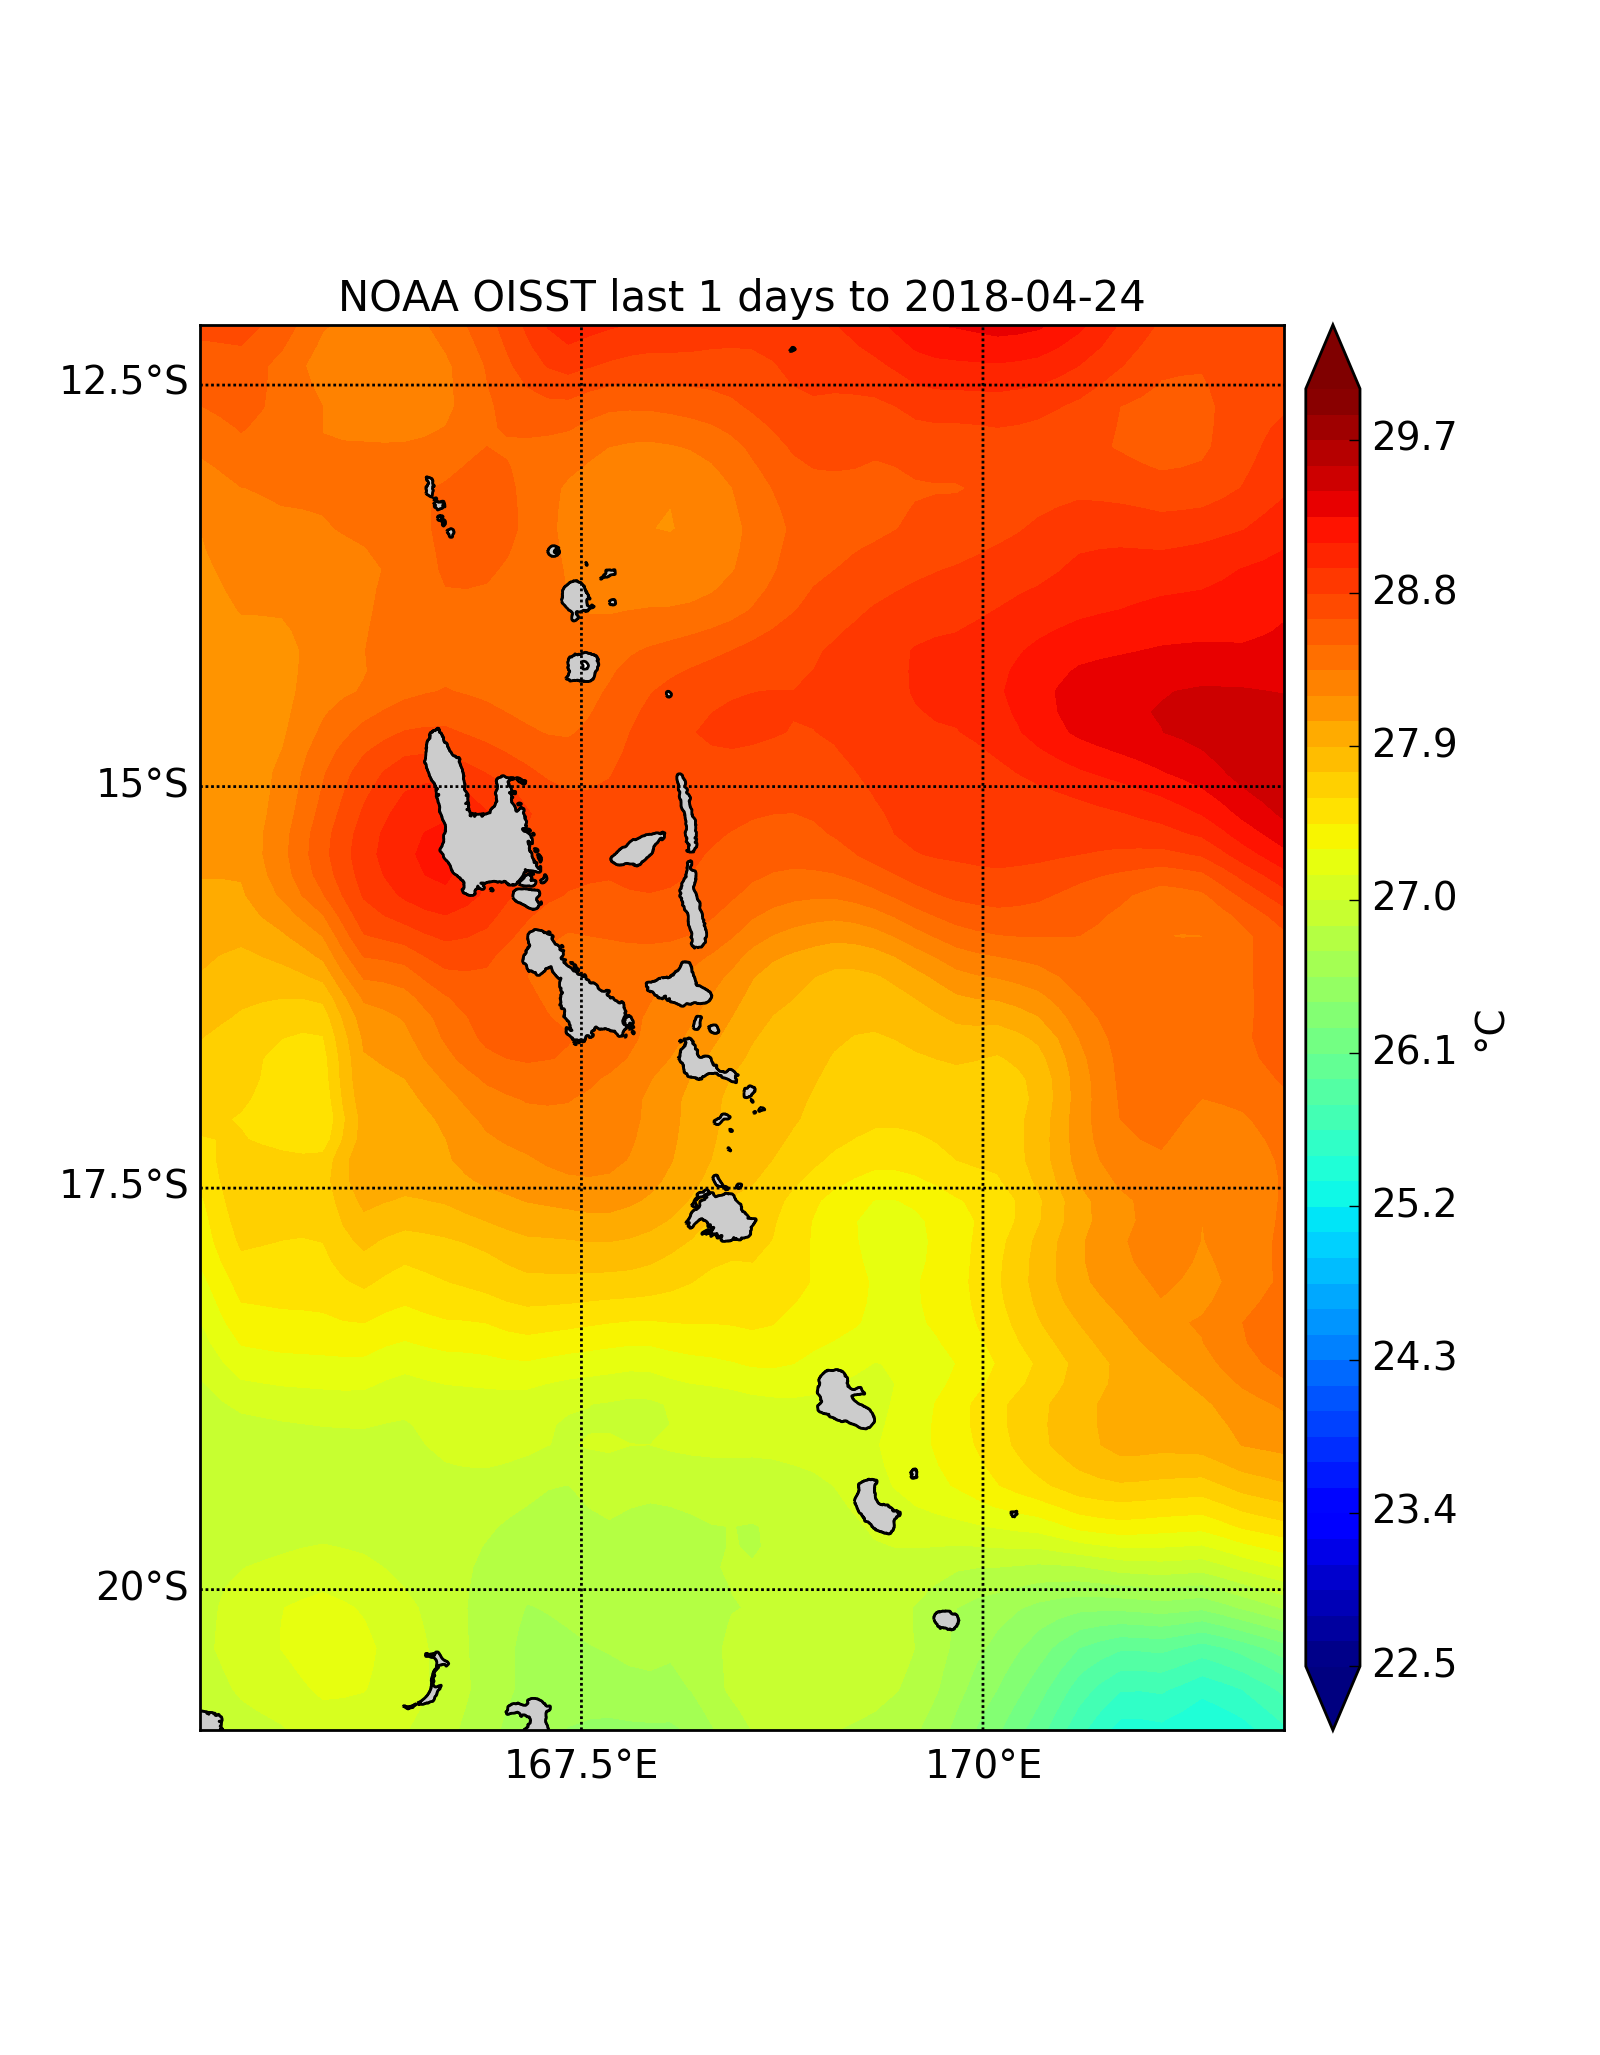 NOAA OISST last 1 days to 2018-04-24
12.5°S
15°S
17.5°S
20°S
167.5°E
170°E
29.7
28.8
27.9
27.0
26.1
25.2
24.3
23.4
22.5
°C